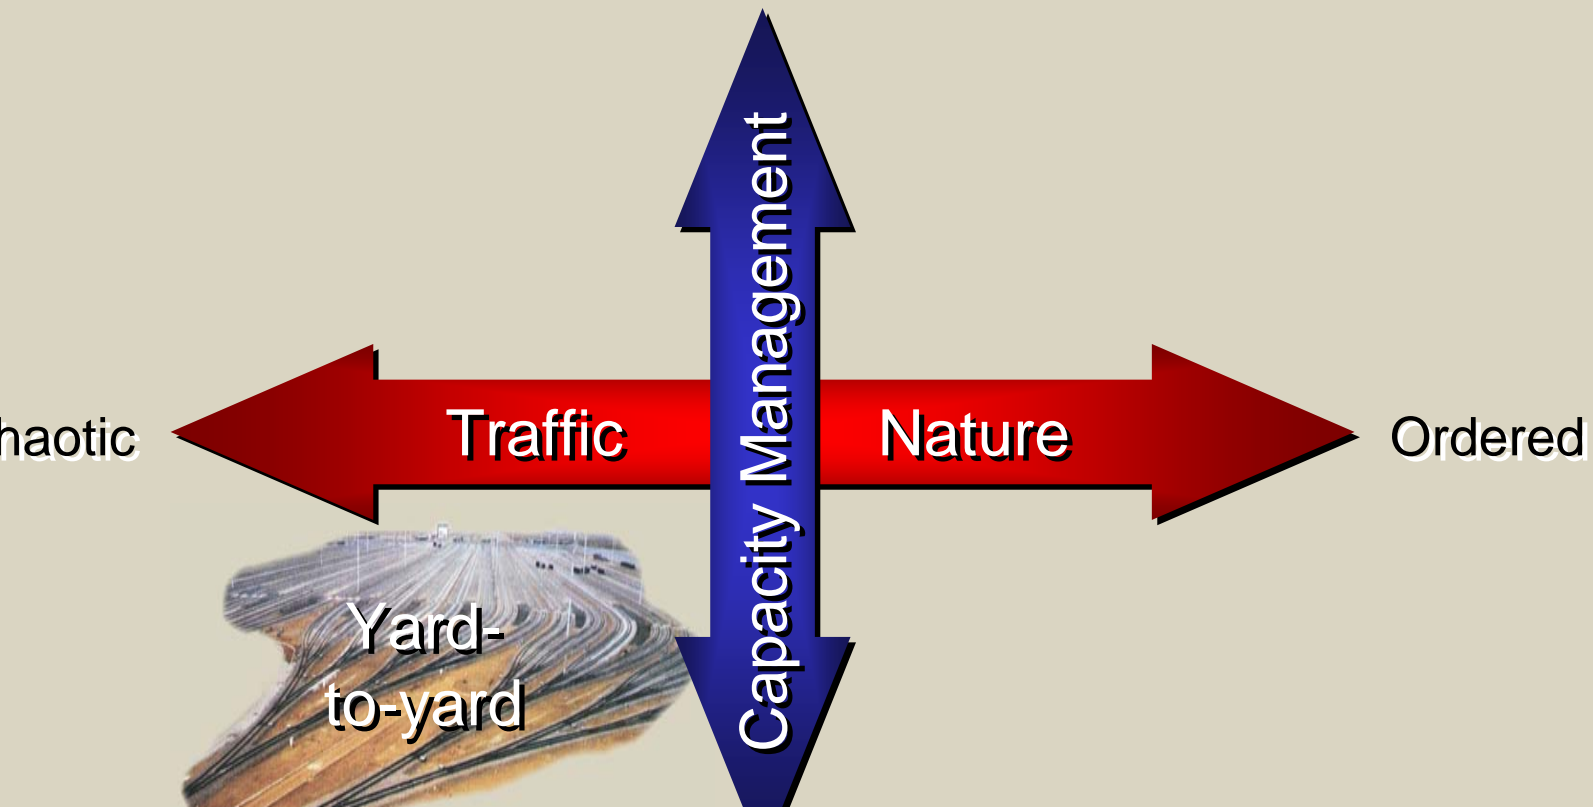 Capacity Management
haotic
Traffic
Nature
Ordered
Yard-
to-yard